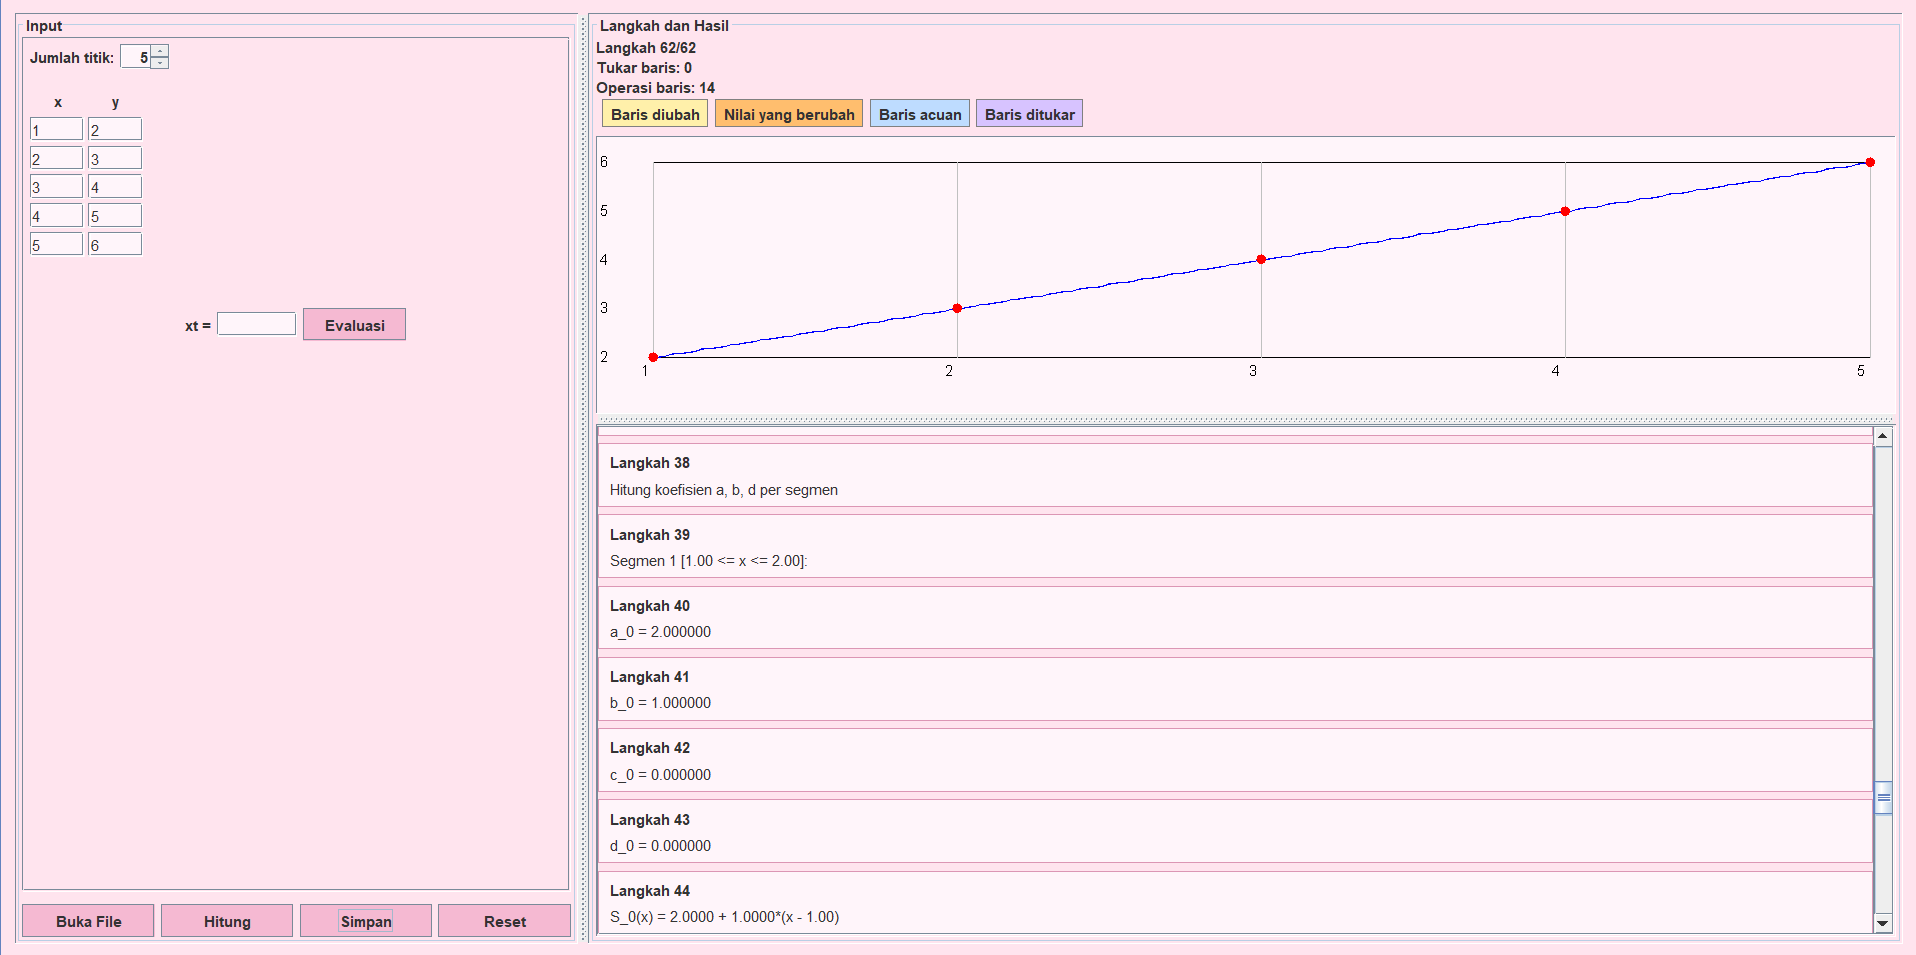 Input
Jumlah titik: 5
x y
1 2
2 3
3 4
4 5
5 6
xt = Evaluasi
Buka File Hitung Simpan Reset
Langkah dan Hasil
Langkah 62/62
Tukar baris: 0
Operasi baris: 14
Baris diubah Nilai yang berubah Baris acuan Baris ditukar
6
5
4
3
2
1 2 3 4 5
Langkah 38
Hitung koefisien a, b, d per segmen
Langkah 39
Segmen 1 [1.00 <= x <= 2.00]:
Langkah 40
a_0 = 2.000000
Langkah 41
b_0 = 1.000000
Langkah 42
c_0 = 0.000000
Langkah 43
d_0 = 0.000000
Langkah 44
S_0(x) = 2.0000 + 1.0000*(x - 1.00)